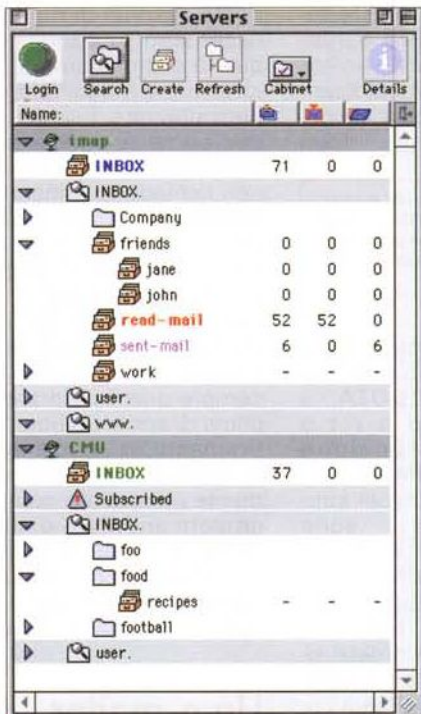 Servers
Login Search Create Refresh Cabinet Details
Name:
imap
INBOX 71 0 0
INBOX.
Company
friends 0 0 0
jane 0 0 0
john 0 0 0
read-mail 52 52 0
sent-mail 6 0 6
work - - -
user.
www.
CMU
INBOX 37 0 0
Subscribed
INBOX.
foo
food
recipes - - -
football
user.